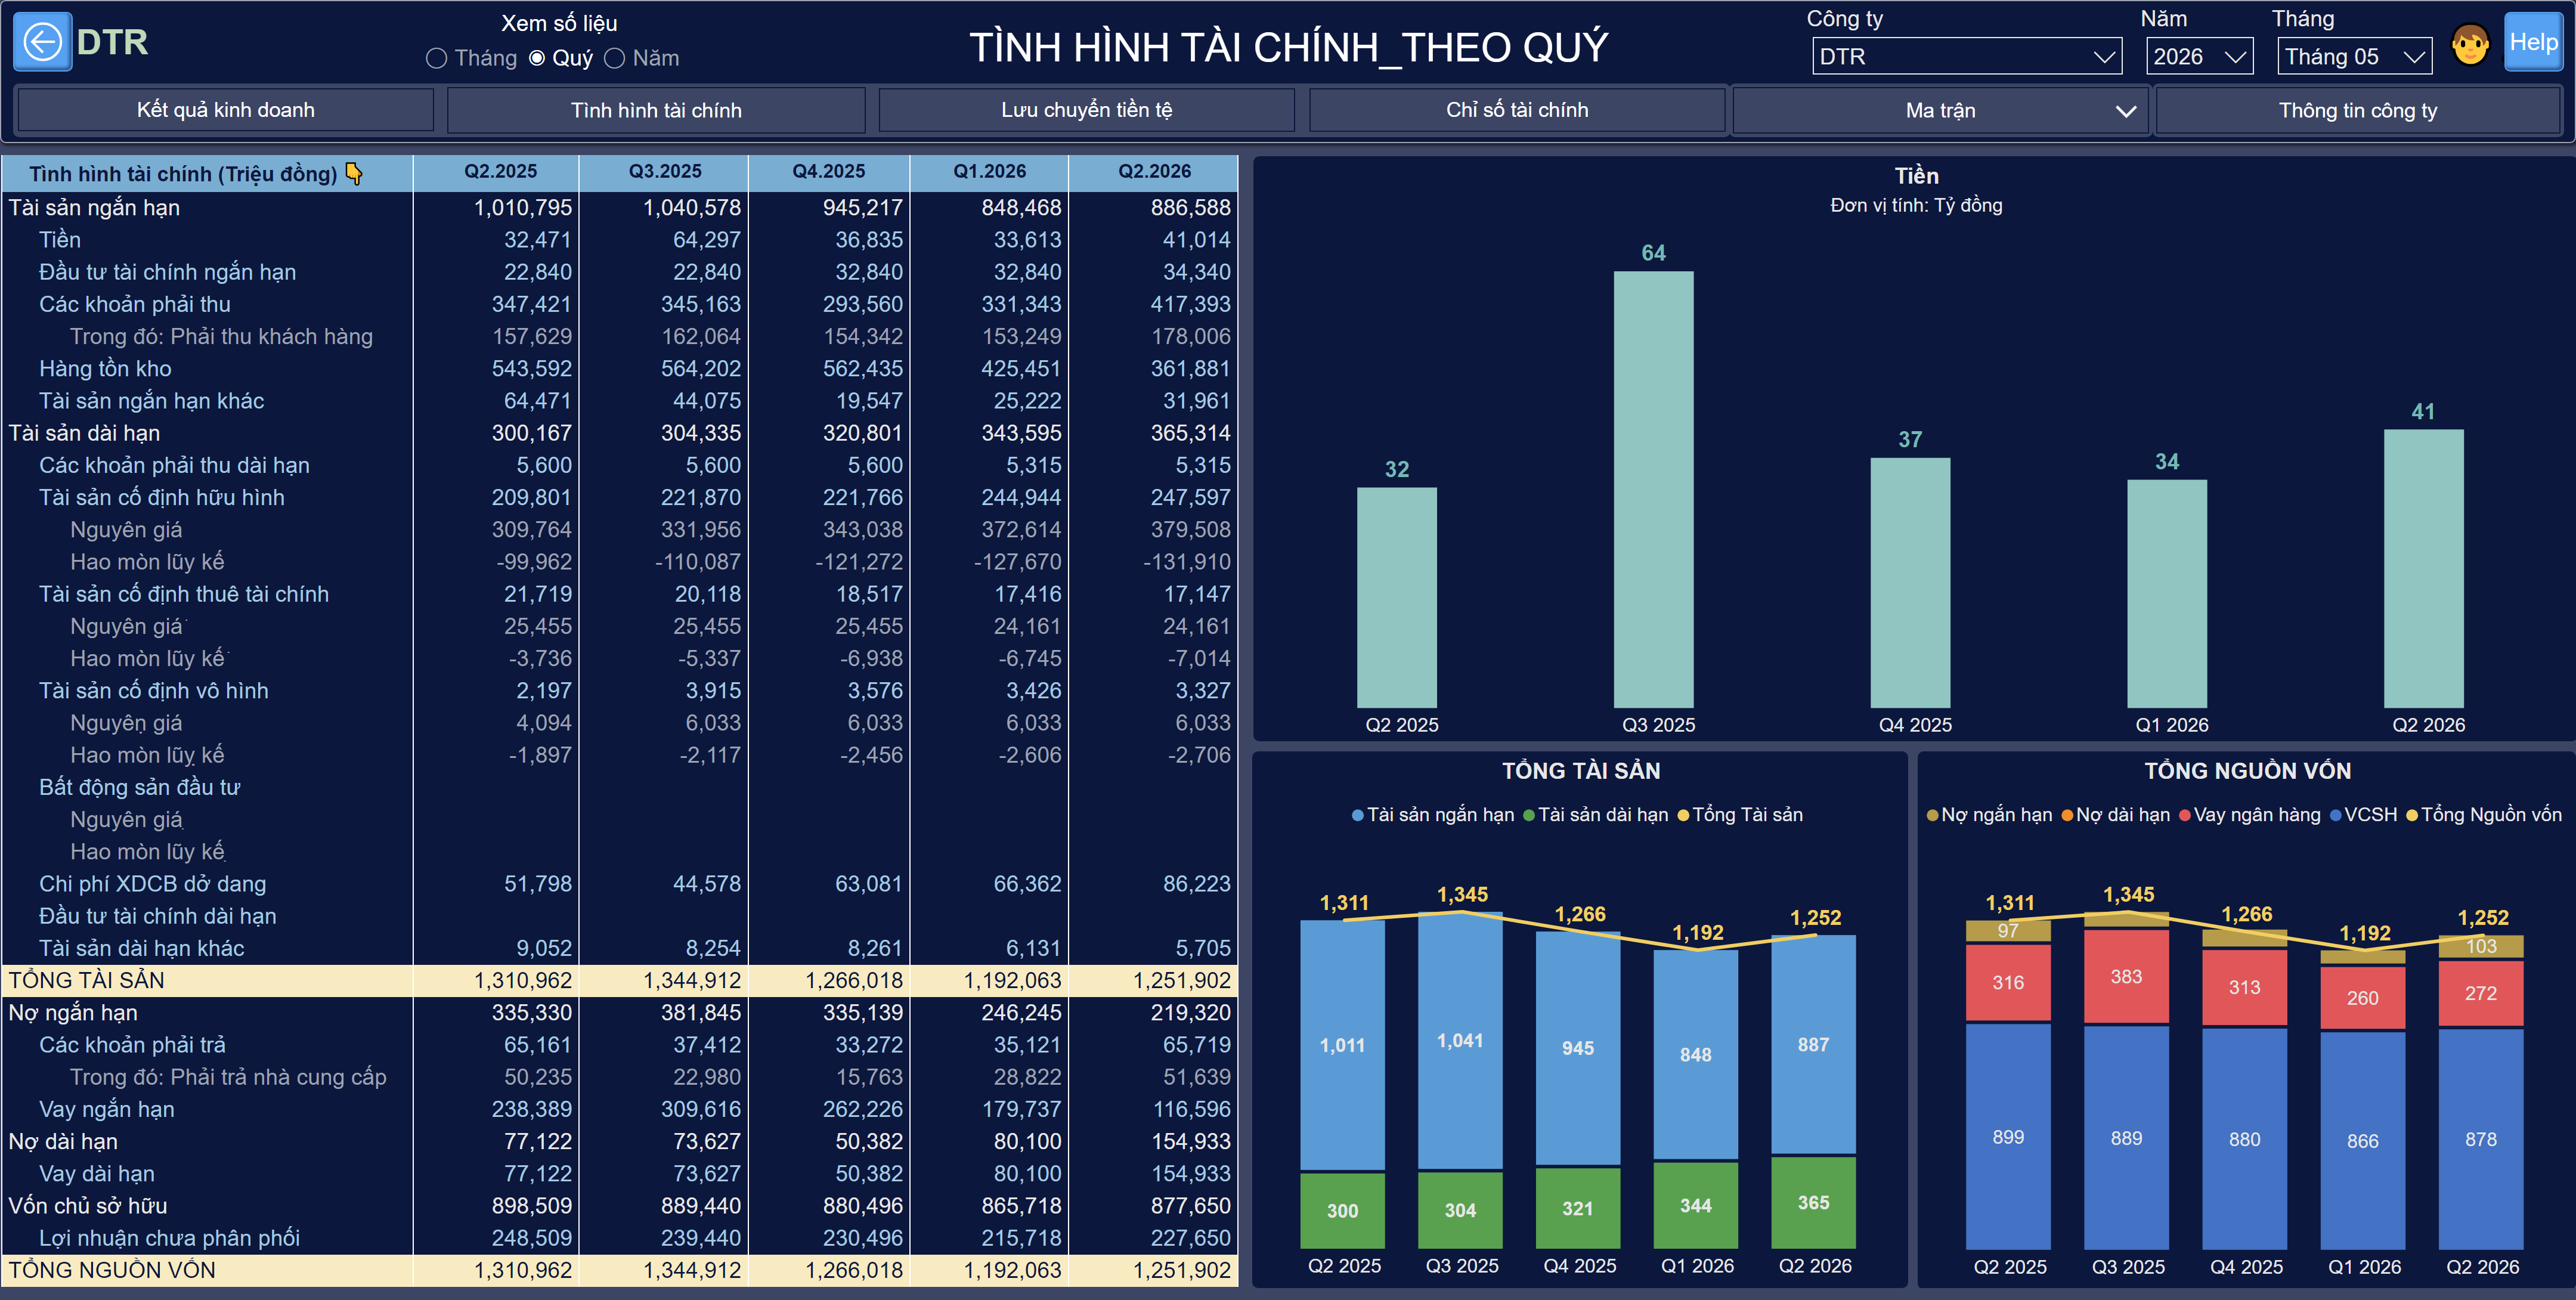 DTR
Xem số liệu
Tháng Quý Năm
TÌNH HÌNH TÀI CHÍNH_THEO QUÝ
Công ty Năm Tháng
DTR 2026 Tháng 05
Help
Kết quả kinh doanh Tình hình tài chính Lưu chuyển tiền tệ Chỉ số tài chính Ma trận Thông tin công ty
Tình hình tài chính (Triệu đồng) Q2.2025 Q3.2025 Q4.2025 Q1.2026 Q2.2026
Tài sản ngắn hạn 1,010,795 1,040,578 945,217 848,468 886,588
Tiền 32,471 64,297 36,835 33,613 41,014
Đầu tư tài chính ngắn hạn 22,840 22,840 32,840 32,840 34,340
Các khoản phải thu 347,421 345,163 293,560 331,343 417,393
Trong đó: Phải thu khách hàng 157,629 162,064 154,342 153,249 178,006
Hàng tồn kho 543,592 564,202 562,435 425,451 361,881
Tài sản ngắn hạn khác 64,471 44,075 19,547 25,222 31,961
Tài sản dài hạn 300,167 304,335 320,801 343,595 365,314
Các khoản phải thu dài hạn 5,600 5,600 5,600 5,315 5,315
Tài sản cố định hữu hình 209,801 221,870 221,766 244,944 247,597
Nguyên giá 309,764 331,956 343,038 372,614 379,508
Hao mòn lũy kế -99,962 -110,087 -121,272 -127,670 -131,910
Tài sản cố định thuê tài chính 21,719 20,118 18,517 17,416 17,147
Nguyên giá 25,455 25,455 25,455 24,161 24,161
Hao mòn lũy kế -3,736 -5,337 -6,938 -6,745 -7,014
Tài sản cố định vô hình 2,197 3,915 3,576 3,426 3,327
Nguyên giá 4,094 6,033 6,033 6,033 6,033
Hao mòn lũy kế -1,897 -2,117 -2,456 -2,606 -2,706
Bất động sản đầu tư
Nguyên giá
Hao mòn lũy kế
Chi phí XDCB dở dang 51,798 44,578 63,081 66,362 86,223
Đầu tư tài chính dài hạn
Tài sản dài hạn khác 9,052 8,254 8,261 6,131 5,705
TỔNG TÀI SẢN 1,310,962 1,344,912 1,266,018 1,192,063 1,251,902
Nợ ngắn hạn 335,330 381,845 335,139 246,245 219,320
Các khoản phải trả 65,161 37,412 33,272 35,121 65,719
Trong đó: Phải trả nhà cung cấp 50,235 22,980 15,763 28,822 51,639
Vay ngắn hạn 238,389 309,616 262,226 179,737 116,596
Nợ dài hạn 77,122 73,627 50,382 80,100 154,933
Vay dài hạn 77,122 73,627 50,382 80,100 154,933
Vốn chủ sở hữu 898,509 889,440 880,496 865,718 877,650
Lợi nhuận chưa phân phối 248,509 239,440 230,496 215,718 227,650
TỔNG NGUỒN VỐN 1,310,962 1,344,912 1,266,018 1,192,063 1,251,902
Tiền
Đơn vị tính: Tỷ đồng
32 64 37 34 41
Q2 2025 Q3 2025 Q4 2025 Q1 2026 Q2 2026
TỔNG TÀI SẢN
Tài sản ngắn hạn Tài sản dài hạn Tổng Tài sản
1,311 1,345 1,266 1,192 1,252
1,011 1,041 945 848 887
300 304 321 344 365
Q2 2025 Q3 2025 Q4 2025 Q1 2026 Q2 2026
TỔNG NGUỒN VỐN
Nợ ngắn hạn Nợ dài hạn Vay ngân hàng VCSH Tổng Nguồn vốn
1,311 1,345 1,266 1,192 1,252
97 103
316 383 313 260 272
899 889 880 866 878
Q2 2025 Q3 2025 Q4 2025 Q1 2026 Q2 2026